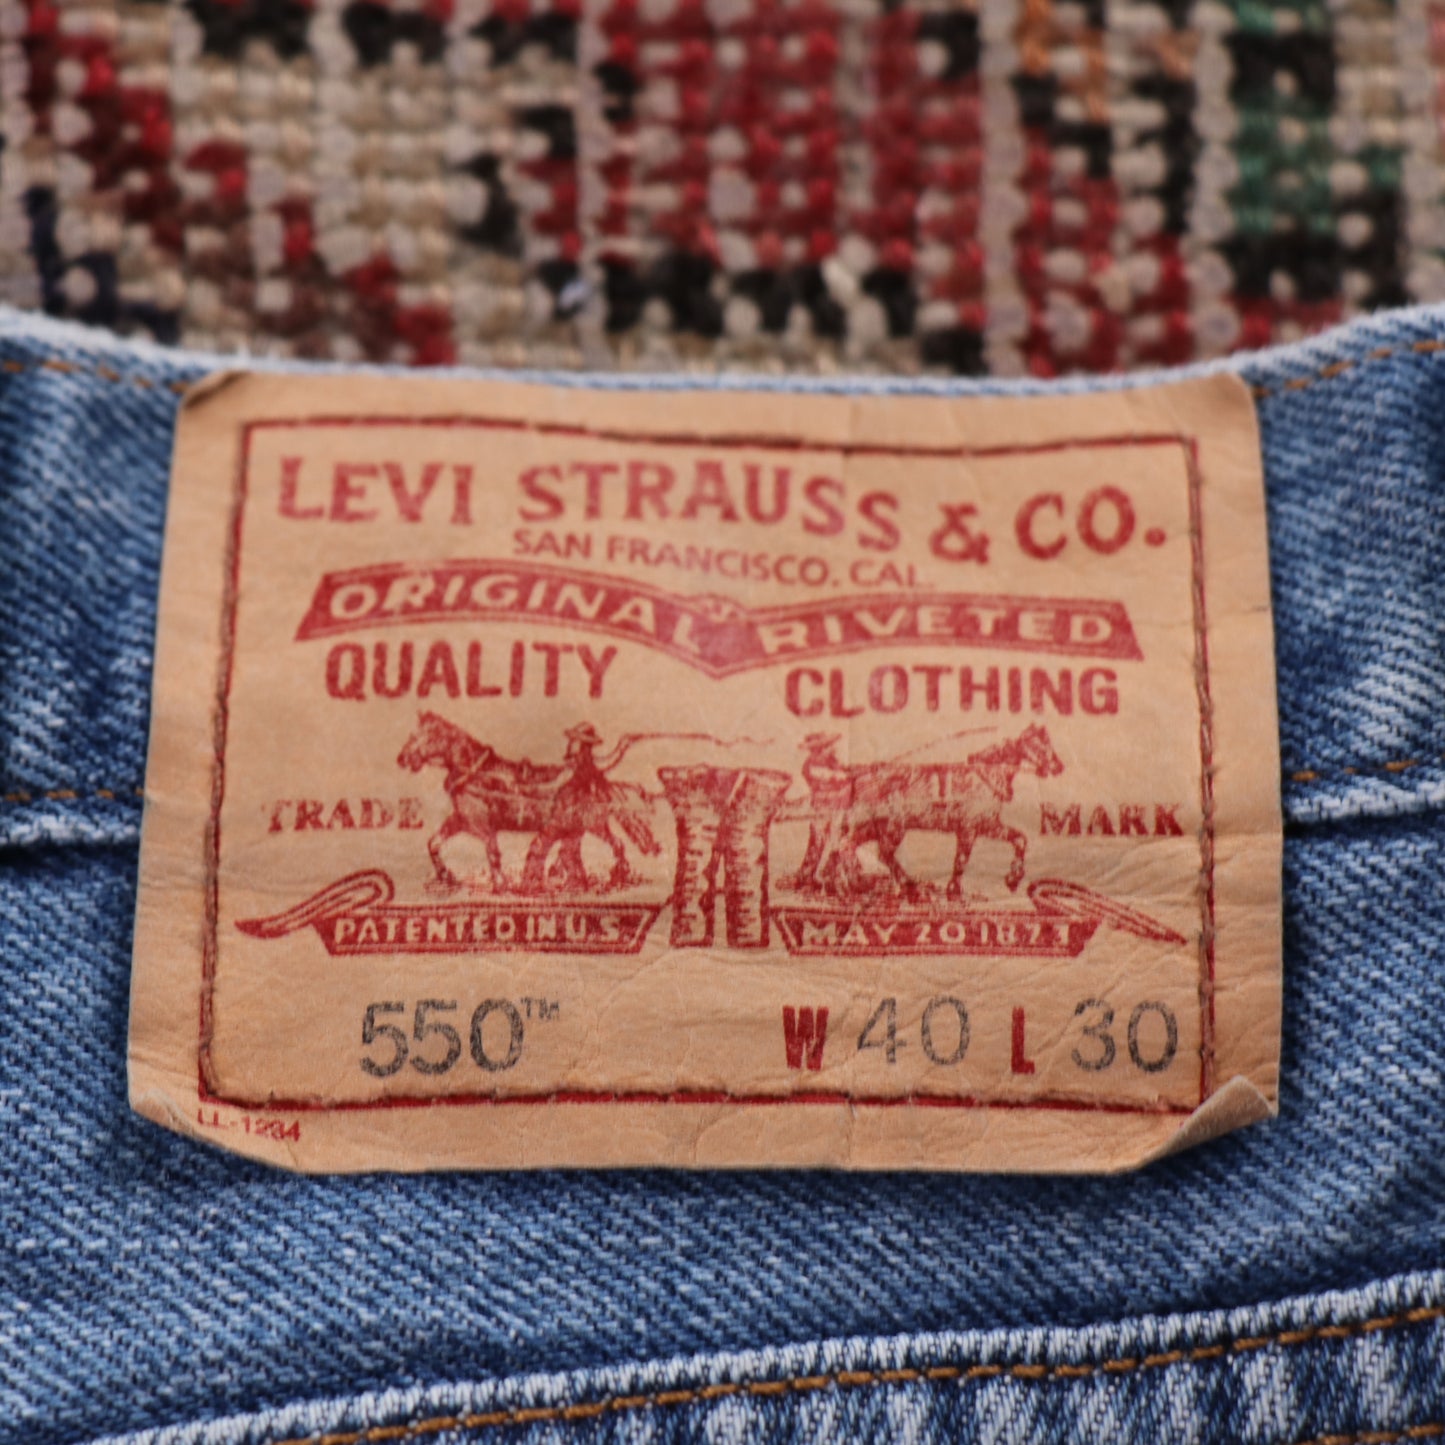 LEVI STRAUSS & CO.
SAN FRANCISCO, CAL.
ORIGINAL RIVETED
QUALITY CLOTHING
TRADE MARK
PATENTED IN U.S. MAY 20 1873
550™ W 40 L 30
LL-1234